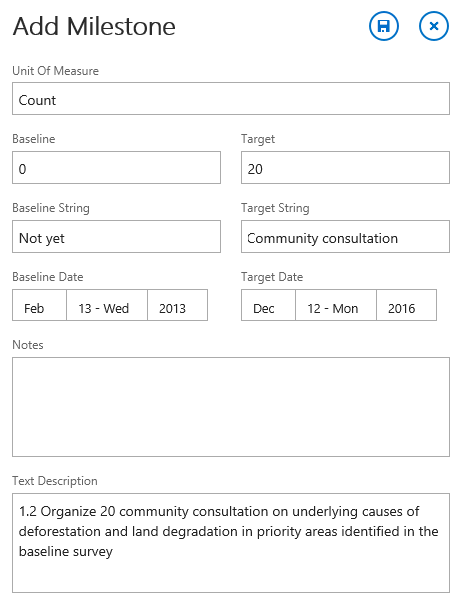 Add Milestone
Unit Of Measure
Count
Baseline
Target
0
20
Baseline String
Target String
Not yet
Community consultation
Baseline Date
Target Date
Feb 13 - Wed 2013
Dec 12 - Mon 2016
Notes
Text Description
1.2 Organize 20 community consultation on underlying causes of
deforestation and land degradation in priority areas identified in the
baseline survey